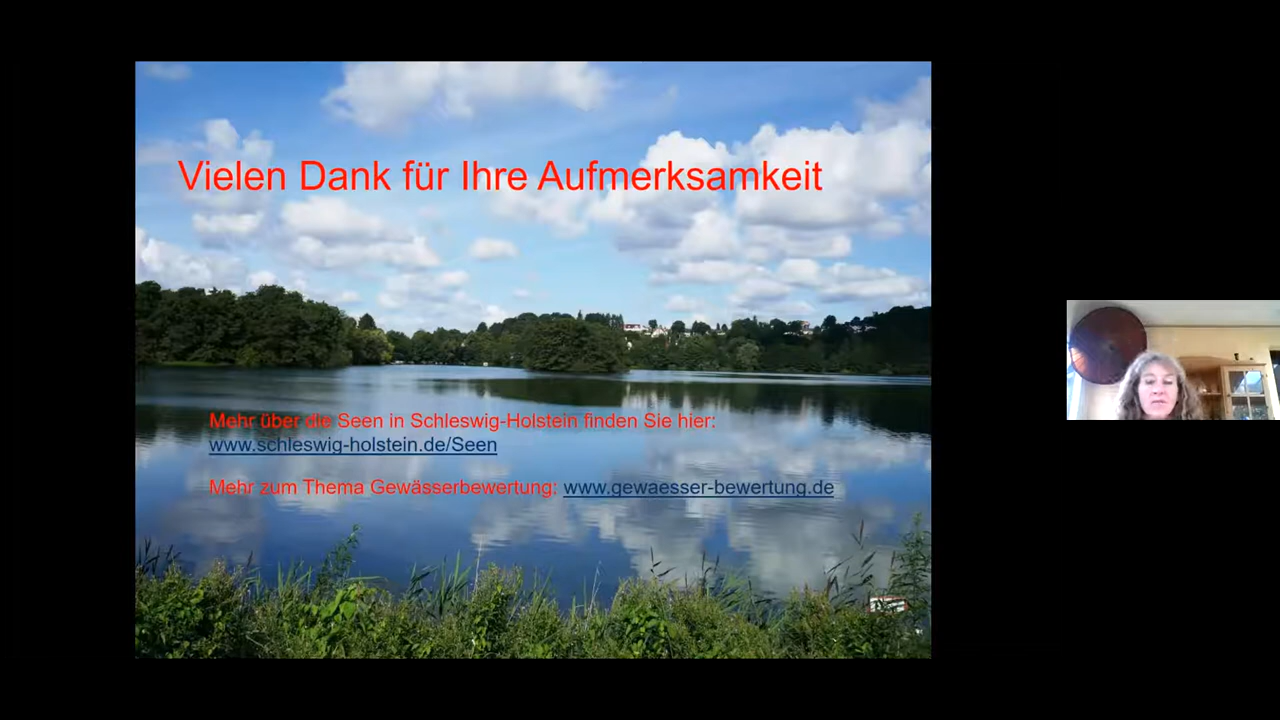 Vielen Dank für Ihre Aufmerksamkeit
Mehr über die Seen in Schleswig-Holstein finden Sie hier:
www.schleswig-holstein.de/Seen
Mehr zum Thema Gewässerbewertung: www.gewaesser-bewertung.de